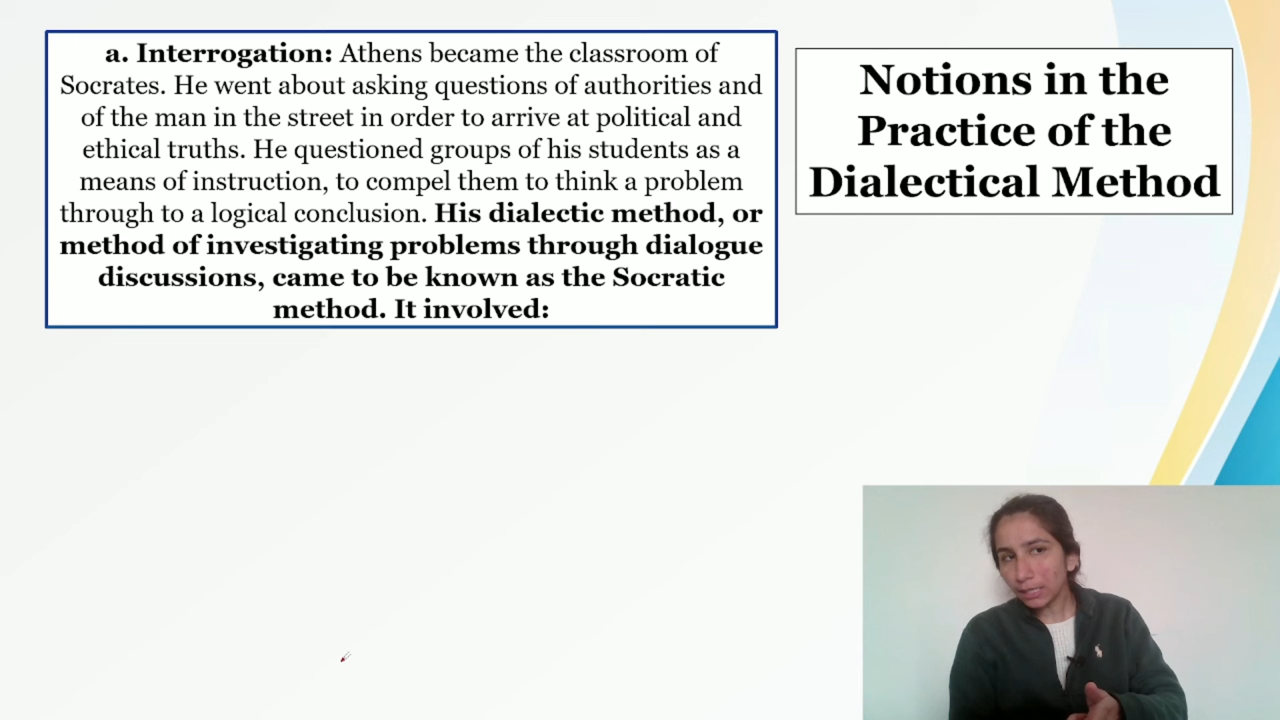 a. Interrogation: Athens became the classroom of
Socrates. He went about asking questions of authorities and
of the man in the street in order to arrive at political and
ethical truths. He questioned groups of his students as a
means of instruction, to compel them to think a problem
through to a logical conclusion. His dialectic method, or
method of investigating problems through dialogue
discussions, came to be known as the Socratic
method. It involved:
Notions in the
Practice of the
Dialectical Method